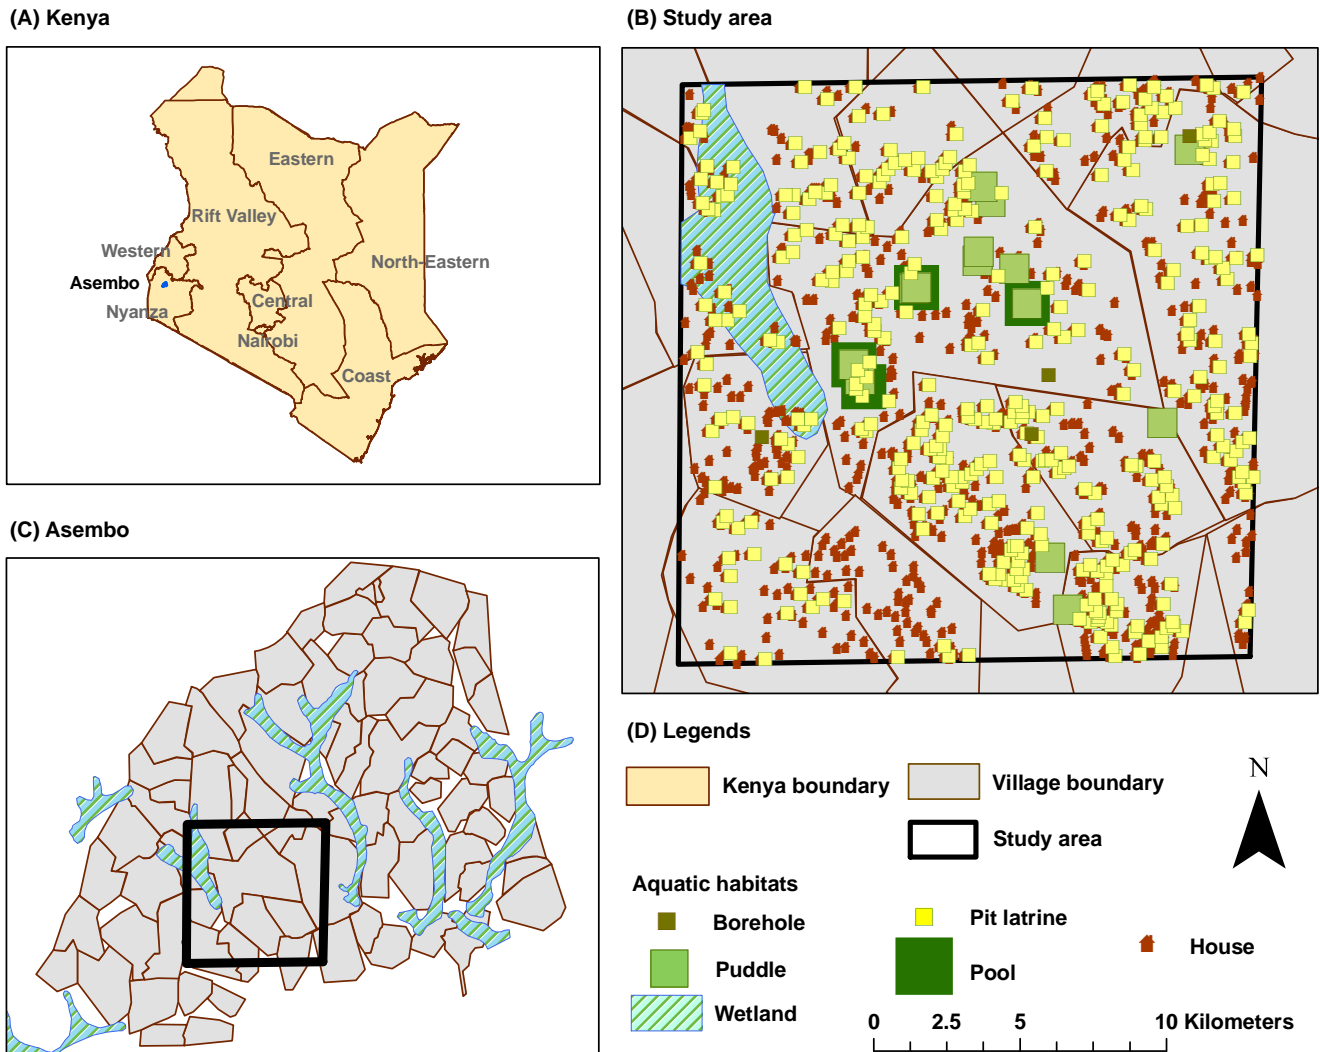 (A) Kenya
Eastern
Rift Valley
Western
North-Eastern
Asembo
Central
Nyanza
Nairobi
Coast
(B) Study area
(C) Asembo
(D) Legends
Kenya boundary
Village boundary
Study area
N
Aquatic habitats
Borehole
Pit latrine
House
Puddle
Pool
Wetland
0 2.5 5 10 Kilometers